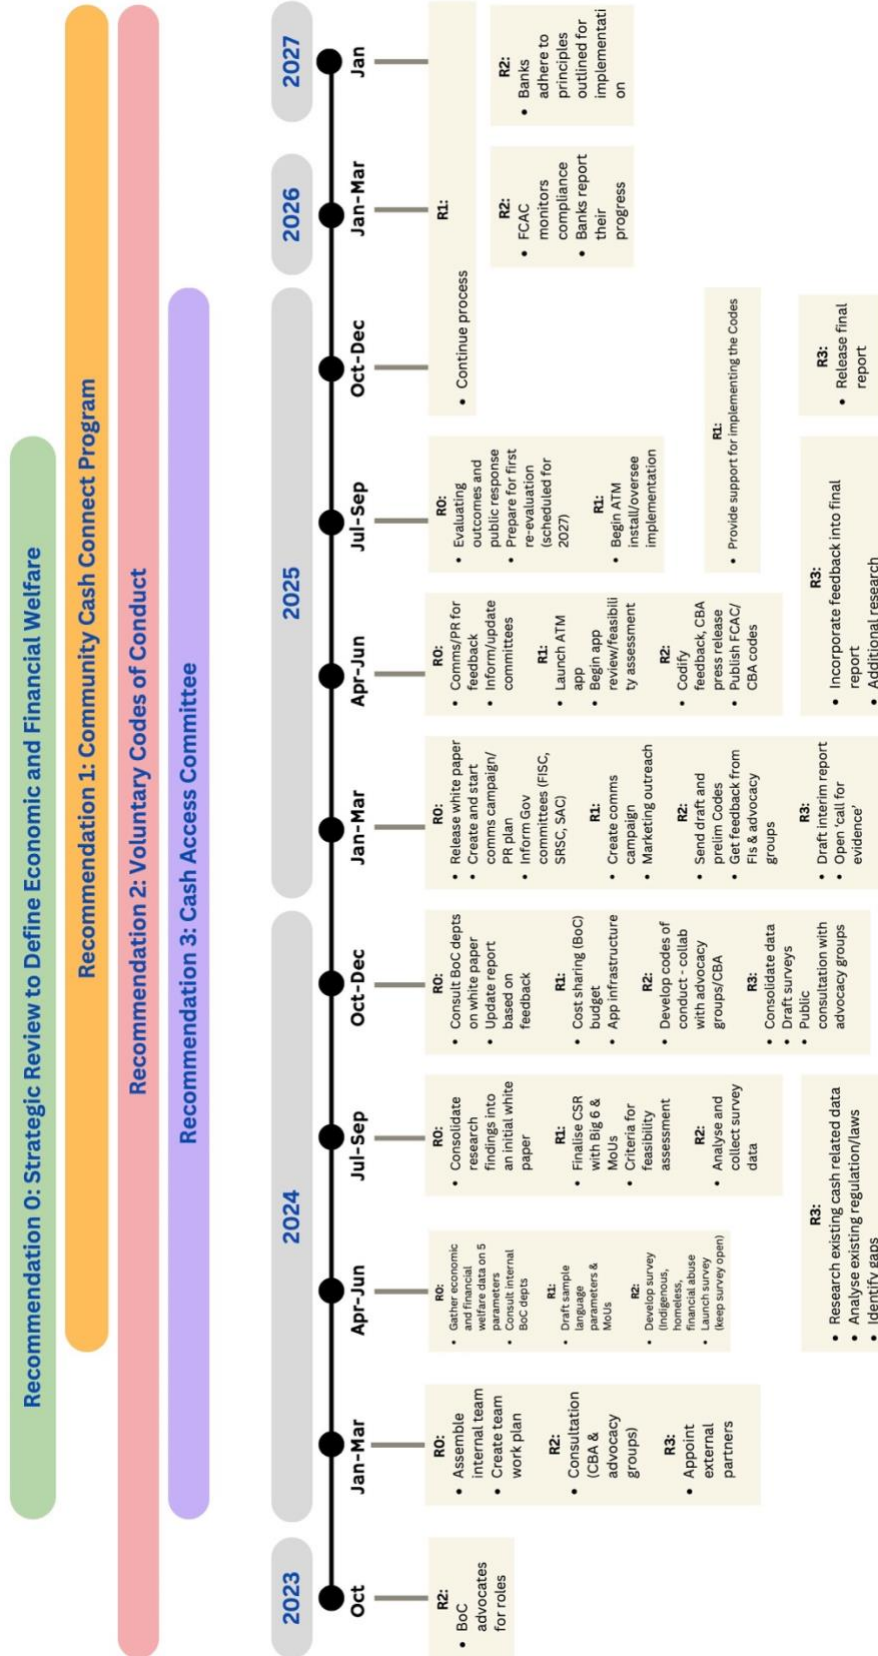 Recommendation 0: Strategic Review to Define Economic and Financial Welfare
Recommendation 1: Community Cash Connect Program
Recommendation 2: Voluntary Codes of Conduct
Recommendation 3: Cash Access Committee
2023
2024
2025
2026
2027
Oct
Jan-Mar
Apr-Jun
Jul-Sep
Oct-Dec
Jan-Mar
Apr-Jun
Jul-Sep
Oct-Dec
Jan-Mar
Jan
R2:
• BoC
advocates
for roles
R0:
• Assemble
internal team
• Create team
work plan
R2:
• Consultation
(CBA &
advocacy
groups)
R3:
• Appoint
external
partners
R0:
• Gather economic
and financial
welfare data on 5
parameters
• Consult internal
BoC depts
R1:
• Draft sample
language
parameters &
MoUs
R2:
• Develop survey
(Indigenous,
homeless,
financial abuse
• Launch survey
(keep survey open)
R0:
• Consolidate
research
findings into
an initial white
paper
R1:
• Finalise CSR
with Big 6 &
MoUs
• Criteria for
feasibility
assessment
R2:
• Analyse and
collect survey
data
R3:
• Research existing cash related data
• Analyse existing regulation/laws
• Identify gaps
R0:
• Consult BoC depts
on white paper
• Update report
based on
feedback
R1:
• Cost sharing (BoC)
budget
• App infrastructure
R2:
• Develop codes of
conduct - collab
with advocacy
groups/CBA
R3:
• Consolidate data
• Draft surveys
• Public
consultation with
advocacy groups
R0:
• Release white paper
• Create and start
comms campaign/
PR plan
• Inform Gov
committees (FISC,
SRSC, SAC)
R1:
• Create comms
campaign
• Marketing outreach
R2:
• Send draft and
prelim Codes
• Get feedback from
FIs & advocacy
groups
R3:
• Draft interim report
• Open 'call for
evidence'
R0:
• Comms/PR for
feedback
• Inform/update
committees
R1:
• Launch ATM
app
• Begin app
review/feasibili
ty assessment
R2:
• Codify
feedback, CBA
press release
• Publish FCAC/
CBA codes
R0:
• Evaluating
outcomes and
public response
• Prepare for first
re-evaluation
(scheduled for
2027)
R1:
• Begin ATM
install/oversee
implementation
R1:
• Provide support for implementing the Codes
R3:
• Incorporate feedback into final
report
• Additional research
R1:
• Continue process
R3:
• Release final
report
R2:
• FCAC
monitors
compliance
• Banks report
their
progress
R2:
• Banks
adhere to
principles
outlined for
implementati
on